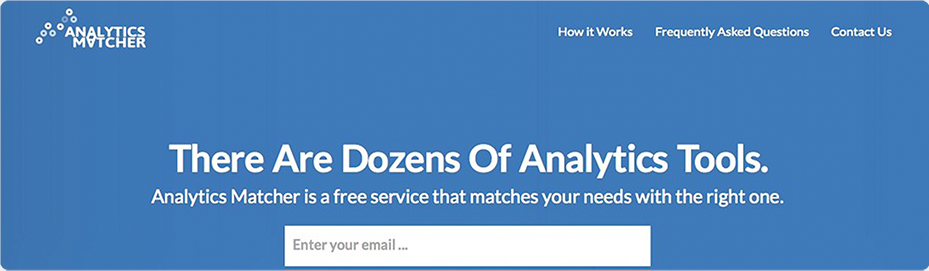 ANALYTICS
MATCHER
How it Works
Frequently Asked Questions
Contact Us
There Are Dozens Of Analytics Tools.
Analytics Matcher is a free service that matches your needs with the right one.
Enter your email ...